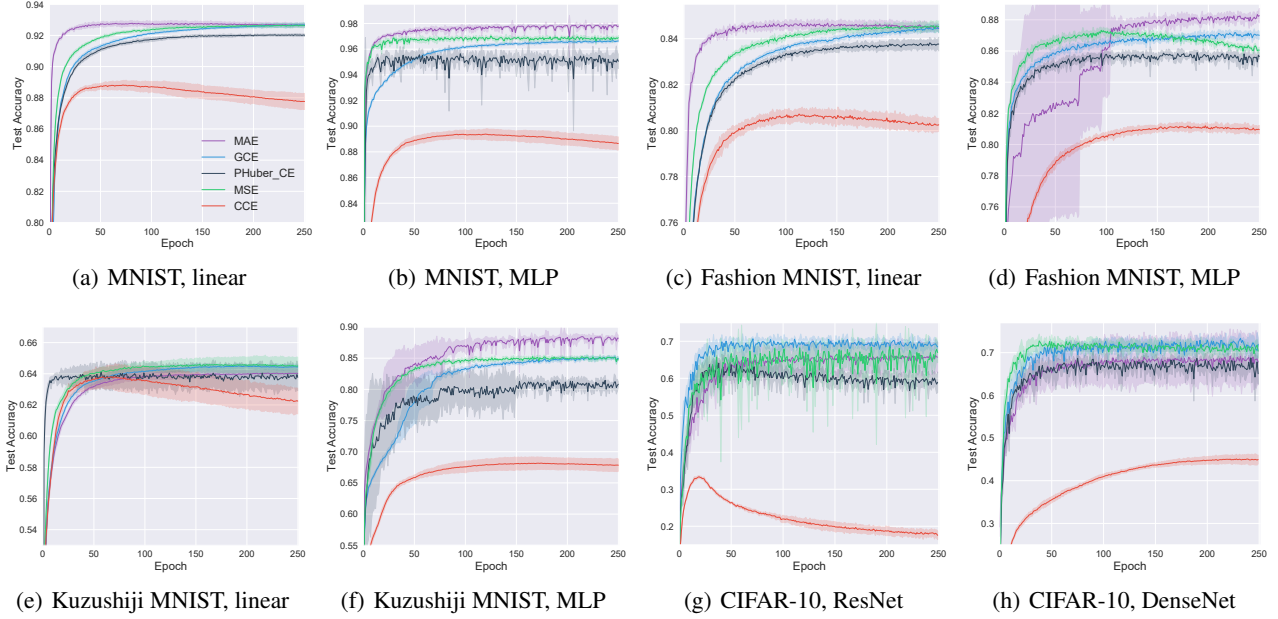 0.94
0.92
0.90
0.88
0.86
0.84
0.82
0.80
Test Accuracy
0 50 100 150 200 250
Epoch
MAE
GCE
PHuber_CE
MSE
CCE
(a) MNIST, linear
0.98
0.96
0.94
0.92
0.90
0.88
0.86
0.84
Test Accuracy
0 50 100 150 200 250
Epoch
(b) MNIST, MLP
0.84
0.82
0.80
0.78
0.76
Test Accuracy
0 50 100 150 200 250
Epoch
(c) Fashion MNIST, linear
0.88
0.86
0.84
0.82
0.80
0.78
0.76
Test Accuracy
0 50 100 150 200 250
Epoch
(d) Fashion MNIST, MLP
0.66
0.64
0.62
0.60
0.58
0.56
0.54
Test Accuracy
0 50 100 150 200 250
Epoch
(e) Kuzushiji MNIST, linear
0.90
0.85
0.80
0.75
0.70
0.65
0.60
0.55
Test Accuracy
0 50 100 150 200 250
Epoch
(f) Kuzushiji MNIST, MLP
0.7
0.6
0.5
0.4
0.3
0.2
Test Accuracy
0 50 100 150 200 250
Epoch
(g) CIFAR-10, ResNet
0.7
0.6
0.5
0.4
0.3
Test Accuracy
0 50 100 150 200 250
Epoch
(h) CIFAR-10, DenseNet